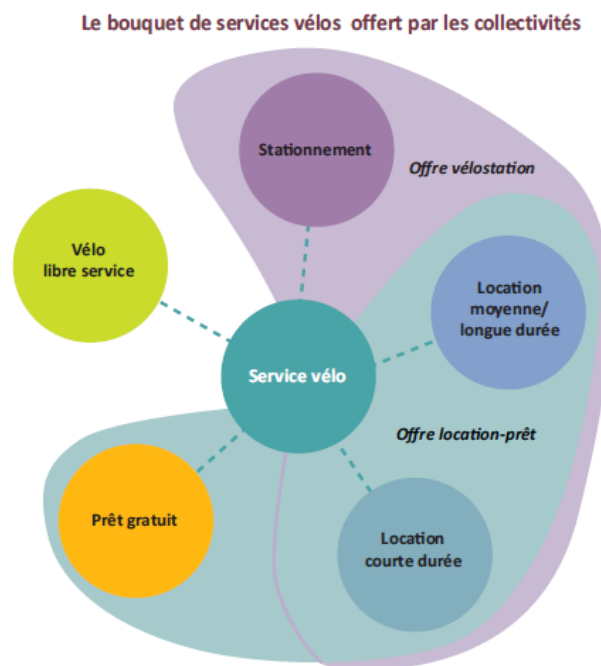 Le bouquet de services vélos offert par les collectivités
Stationnement
Offre vélostation
Vélo
libre service
Location
moyenne/
longue durée
Service vélo
Offre location-prêt
Prêt gratuit
Location
courte durée